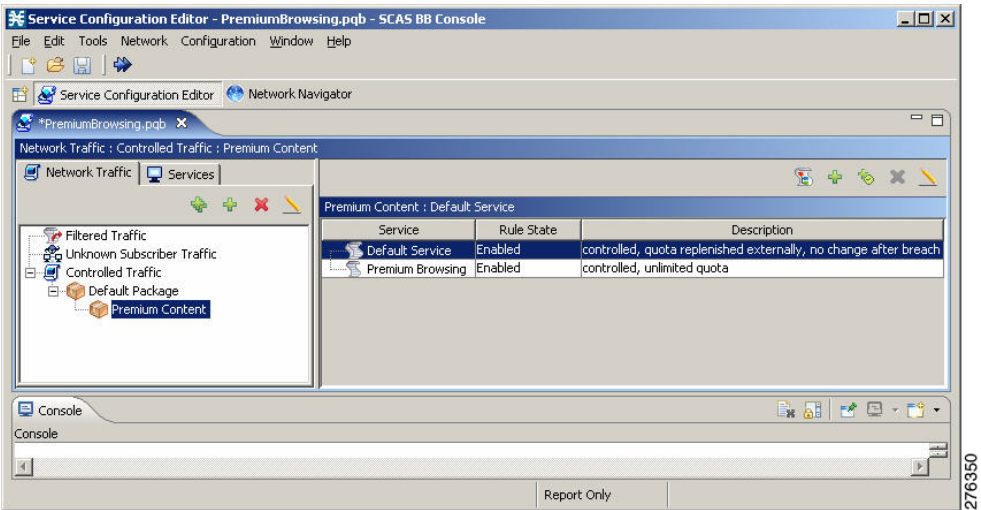 Service Configuration Editor - PremiumBrowsing.pqb - SCAS BB Console
File Edit Tools Network Configuration Window Help
Service Configuration Editor Network Navigator
*PremiumBrowsing.pqb
Network Traffic : Controlled Traffic : Premium Content
Network Traffic Services
Premium Content : Default Service
Service Rule State Description
Default Service Enabled controlled, quota replenished externally, no change after breach
Premium Browsing Enabled controlled, unlimited quota
Filtered Traffic
Unknown Subscriber Traffic
Controlled Traffic
Default Package
Premium Content
Console
Console
Report Only
276350